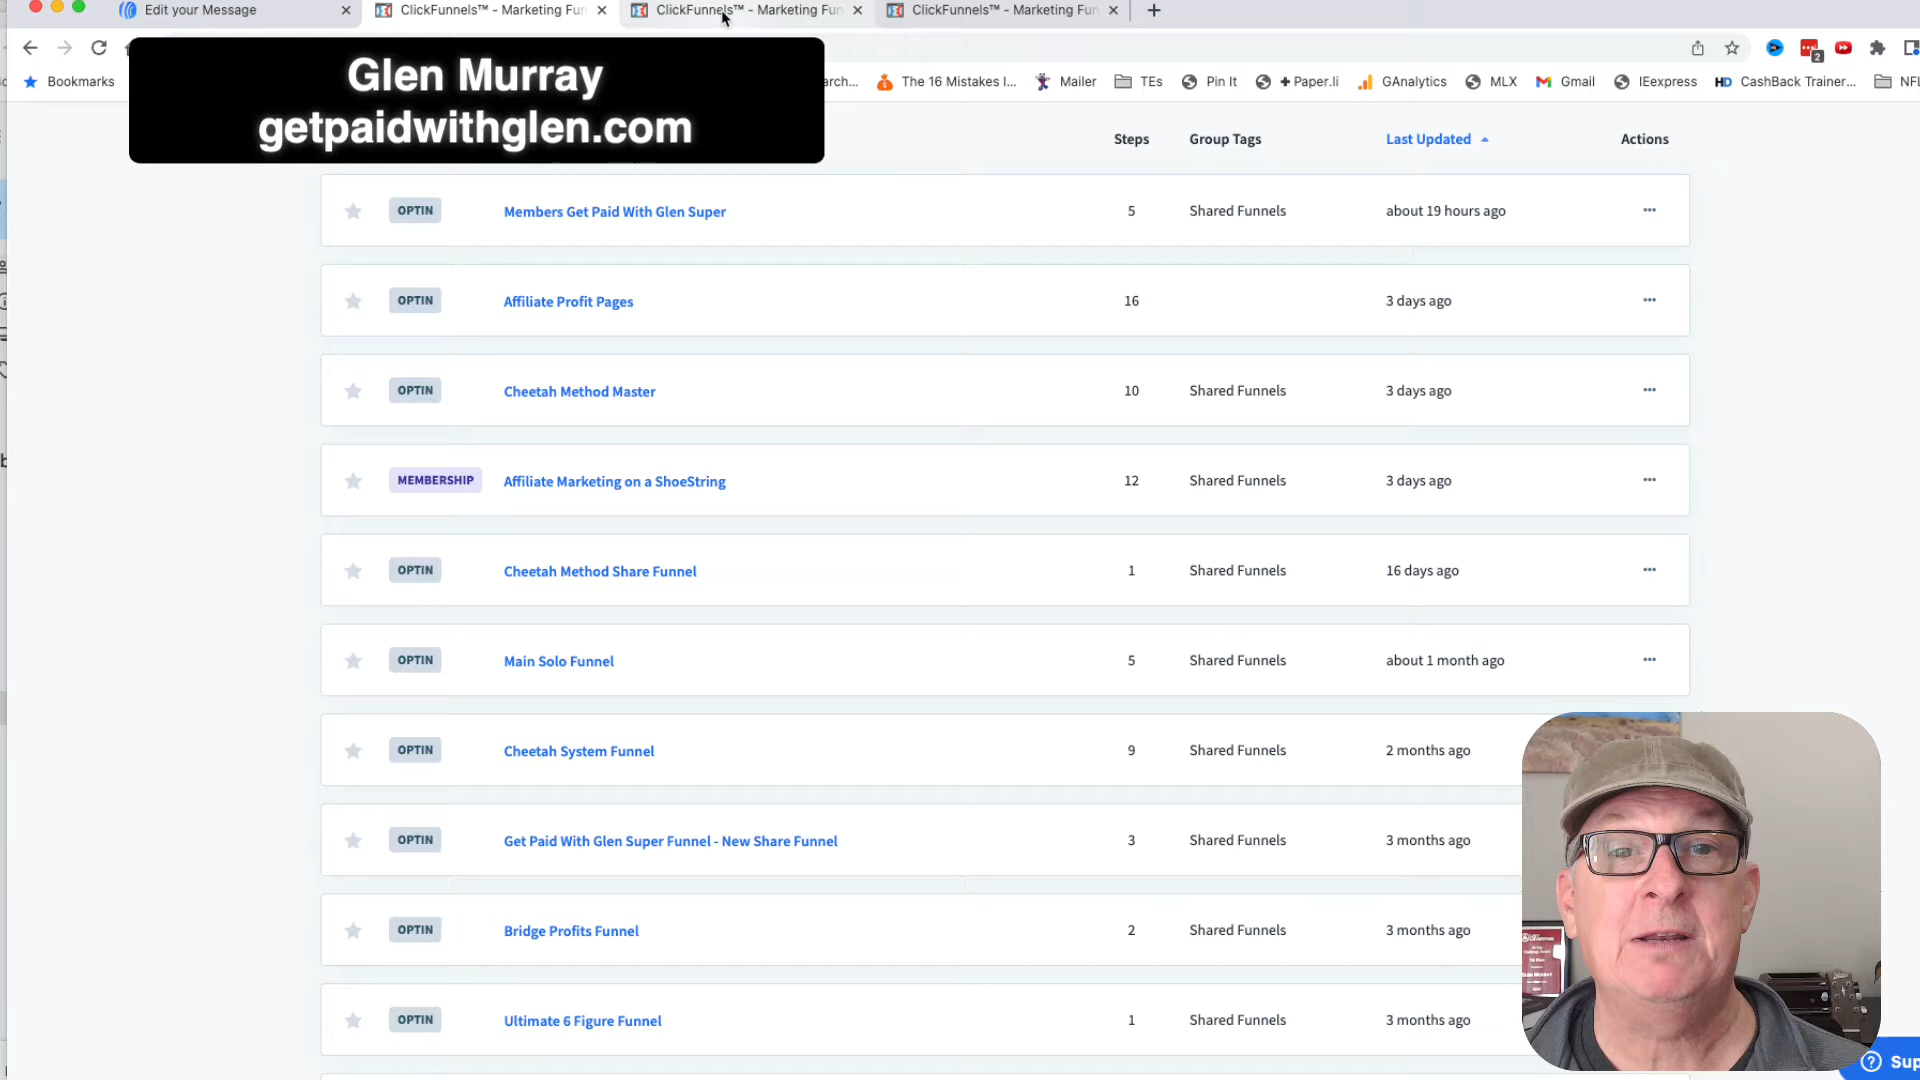 Edit your Message
ClickFunnels™ - Marketing Fun
ClickFunnels™ - Marketing Fun
ClickFunnels™ - Marketing Fun
Glen Murray
getpaidwithglen.com
2
Bookmarks
arch...
The 16 Mistakes I...
Mailer
TEs
Pin It
+ Paper.li
GAnalytics
MLX
Gmail
IEexpress
HD CashBack Trainer...
NFL
Steps Group Tags Last Updated Actions
OPTIN Members Get Paid With Glen Super 5 Shared Funnels about 19 hours ago ...
OPTIN Affiliate Profit Pages 16 3 days ago ...
OPTIN Cheetah Method Master 10 Shared Funnels 3 days ago ...
MEMBERSHIP Affiliate Marketing on a ShoeString 12 Shared Funnels 3 days ago ...
OPTIN Cheetah Method Share Funnel 1 Shared Funnels 16 days ago ...
OPTIN Main Solo Funnel 5 Shared Funnels about 1 month ago ...
OPTIN Cheetah System Funnel 9 Shared Funnels 2 months ago
OPTIN Get Paid With Glen Super Funnel - New Share Funnel 3 Shared Funnels 3 months ago
OPTIN Bridge Profits Funnel 2 Shared Funnels 3 months ago
OPTIN Ultimate 6 Figure Funnel 1 Shared Funnels 3 months ago
? Sup